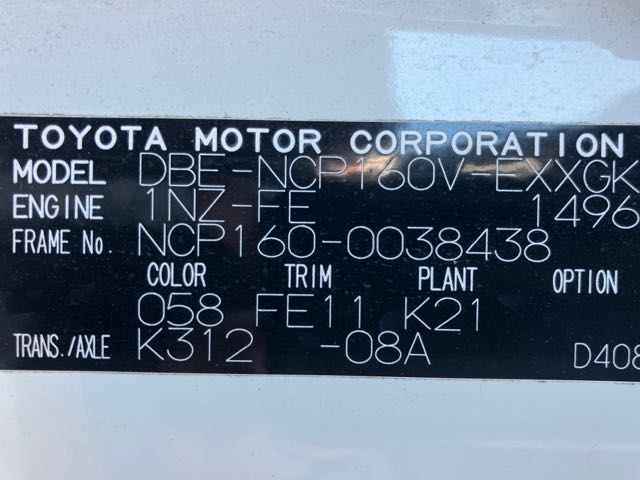 TOYOTA MOTOR CORPORATION
MODEL DBE-NCP160V-EXXGK
ENGINE 1NZ-FE 1496
FRAME No. NCP160-0038438
COLOR TRIM PLANT OPTION
058 FE11 K21
TRANS./AXLE K312 -08A D408